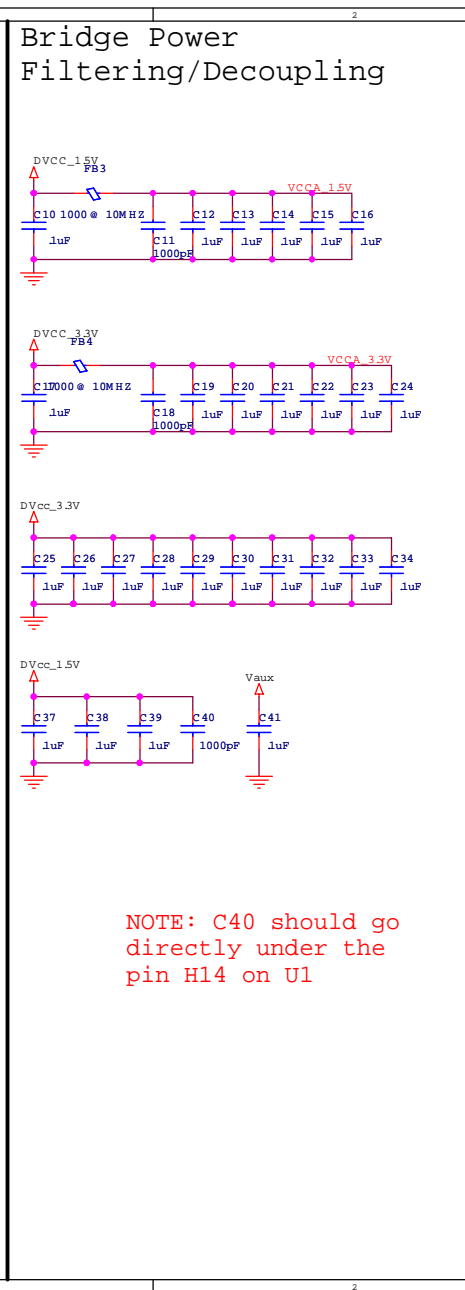 2
Bridge Power
Filtering/Decoupling
DVCC_1.5V
FB3
VCCA_1.5V
C10 1000 @ 10MHZ C12 C13 C14 C15 C16
.1uF C11 .1uF .1uF .1uF .1uF .1uF
1000pF
DVCC_3.3V
FB4
VCCA_3.3V
C17 1000 @ 10MHZ C19 C20 C21 C22 C23 C24
.1uF C18 .1uF .1uF .1uF .1uF .1uF .1uF
1000pF
DVcc_3.3V
C25 C26 C27 C28 C29 C30 C31 C32 C33 C34
.1uF .1uF .1uF .1uF .1uF .1uF .1uF .1uF .1uF .1uF
DVcc_1.5V
Vaux
C37 C38 C39 C40 C41
.1uF .1uF .1uF 1000pF .1uF
NOTE: C40 should go
directly under the
pin H14 on U1
2